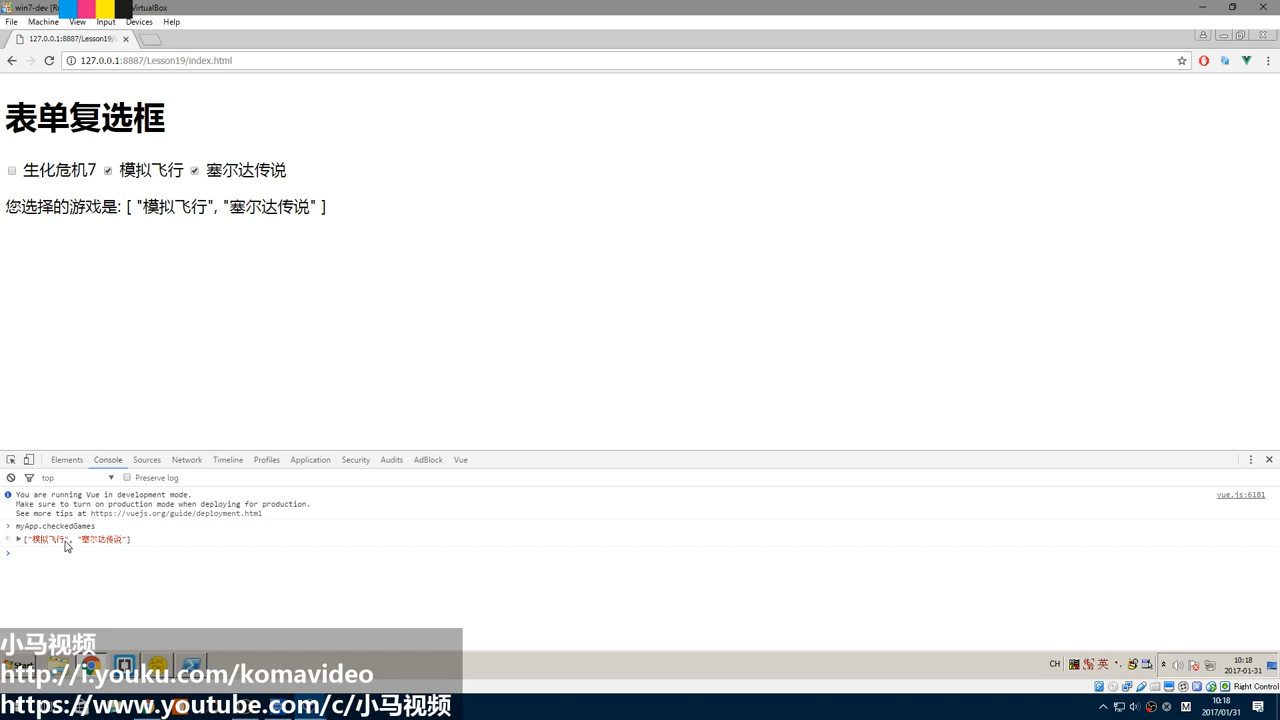 win7-dev [R VirtualBox
File Machine View Input Devices Help
127.0.0.1:8887/Lesson19/
127.0.0.1:8887/Lesson19/index.html
表单复选框
生化危机7 模拟飞行 塞尔达传说
您选择的游戏是: [ "模拟飞行", "塞尔达传说" ]
Elements Console Sources Network Timeline Profiles Application Security Audits AdBlock Vue
top Preserve log
You are running Vue in development mode. vue.js:6181
Make sure to turn on production mode when deploying for production.
See more tips at https://vuejs.org/guide/deployment.html
myApp.checkedGames
["模拟飞行", "塞尔达传说"]
小马视频
http://i.youku.com/komavideo
https://www.youtube.com/c/小马视频
CH 英 10:18
2017-01-31
Right Control
M 10:18
2017/01/31